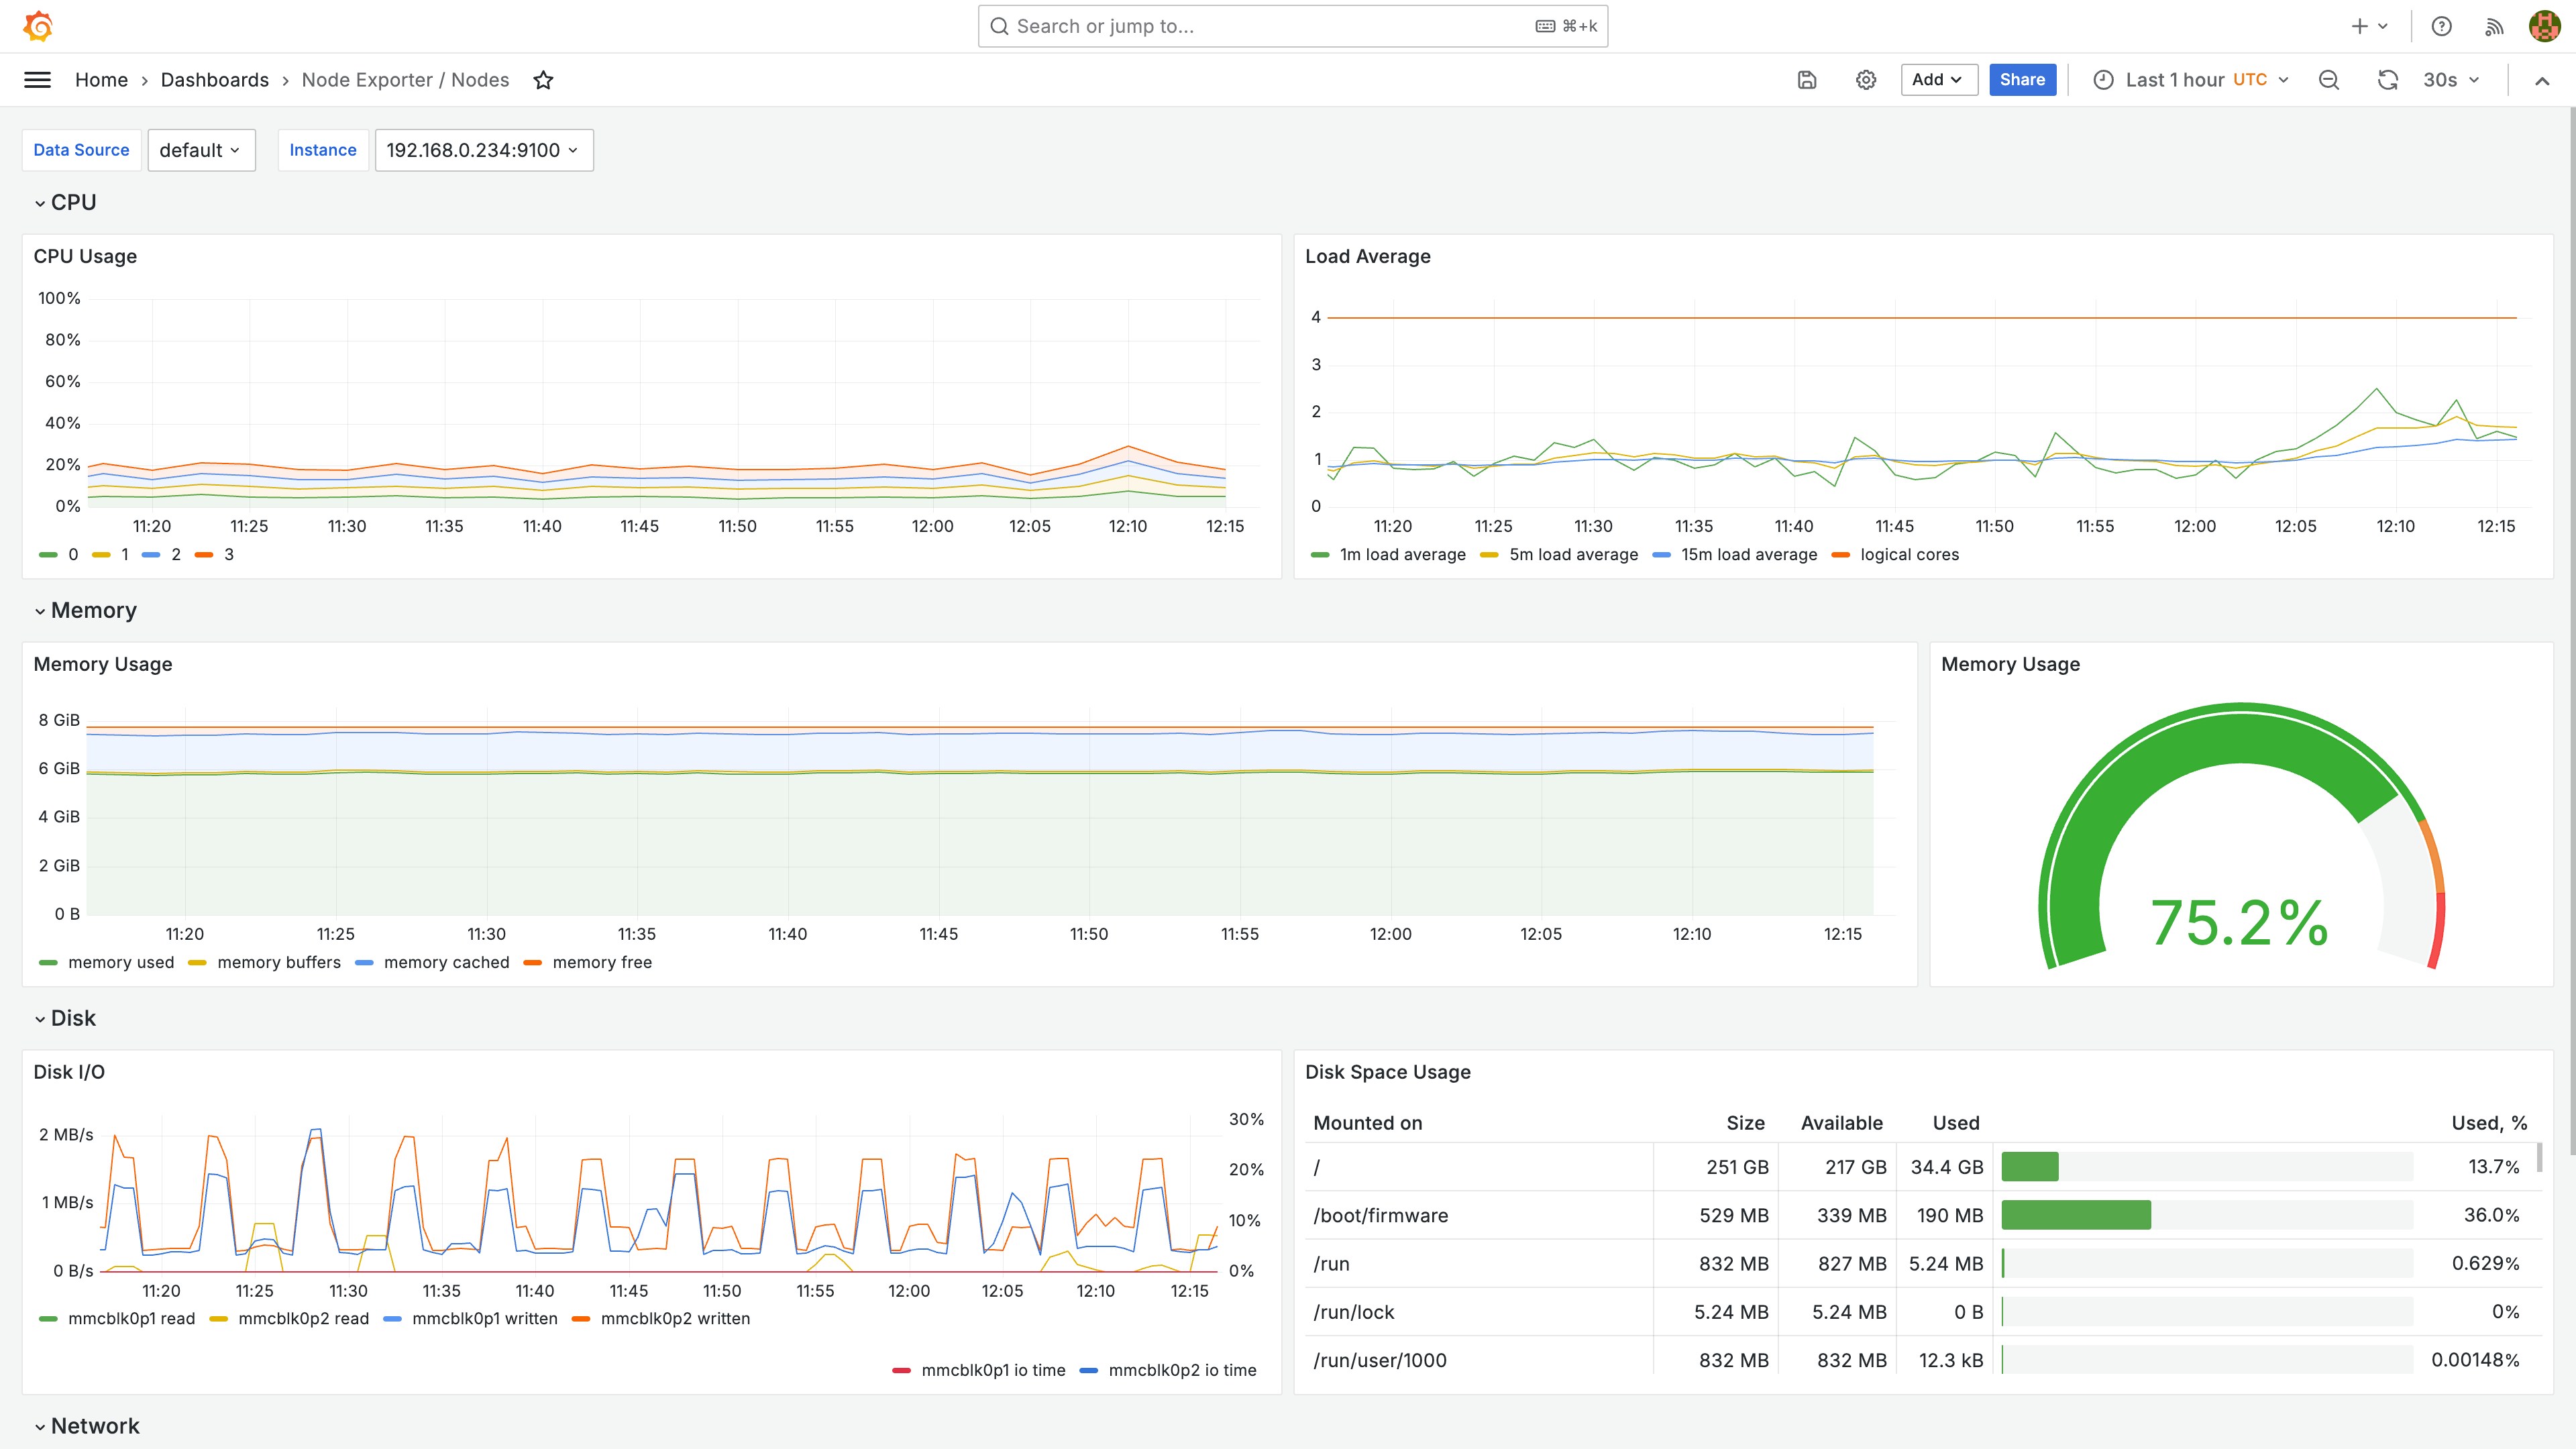 Search or jump to... ⌘+k
Home › Dashboards › Node Exporter / Nodes
Add Share Last 1 hour UTC 30s
Data Source default Instance 192.168.0.234:9100
CPU
CPU Usage
100%
80%
60%
40%
20%
0%
11:20 11:25 11:30 11:35 11:40 11:45 11:50 11:55 12:00 12:05 12:10 12:15
0 1 2 3
Load Average
4
3
2
1
0
11:20 11:25 11:30 11:35 11:40 11:45 11:50 11:55 12:00 12:05 12:10 12:15
1m load average 5m load average 15m load average logical cores
Memory
Memory Usage
8 GiB
6 GiB
4 GiB
2 GiB
0 B
11:20 11:25 11:30 11:35 11:40 11:45 11:50 11:55 12:00 12:05 12:10 12:15
memory used memory buffers memory cached memory free
Memory Usage
75.2%
Disk
Disk I/O
2 MB/s
1 MB/s
0 B/s
30%
20%
10%
0%
11:20 11:25 11:30 11:35 11:40 11:45 11:50 11:55 12:00 12:05 12:10 12:15
mmcblk0p1 read mmcblk0p2 read mmcblk0p1 written mmcblk0p2 written
mmcblk0p1 io time mmcblk0p2 io time
Disk Space Usage
Mounted on Size Available Used Used, %
/ 251 GB 217 GB 34.4 GB 13.7%
/boot/firmware 529 MB 339 MB 190 MB 36.0%
/run 832 MB 827 MB 5.24 MB 0.629%
/run/lock 5.24 MB 5.24 MB 0 B 0%
/run/user/1000 832 MB 832 MB 12.3 kB 0.00148%
Network